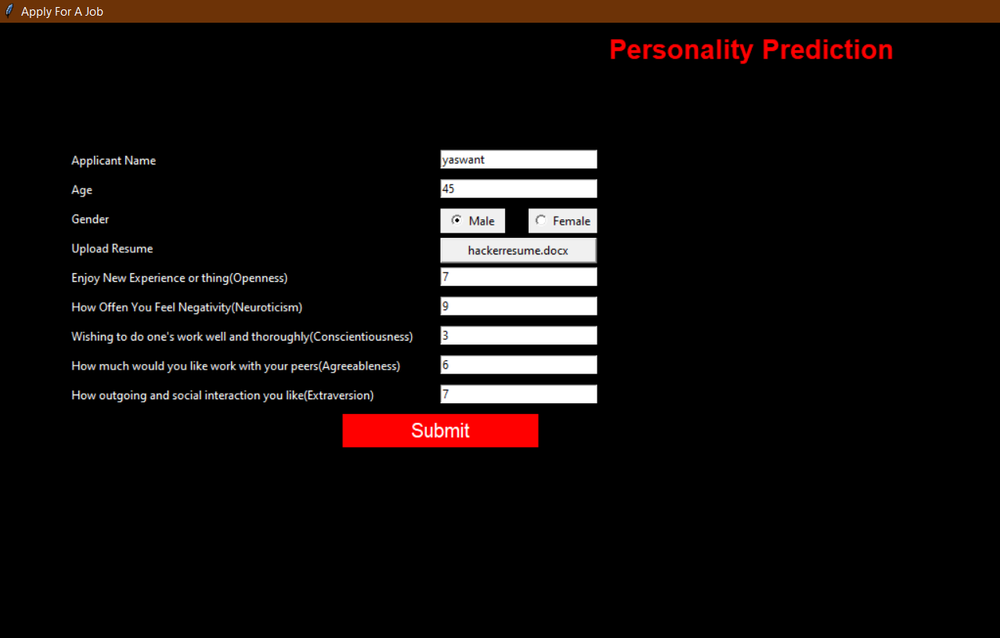 Apply For A Job
Personality Prediction
Applicant Name yaswant
Age 45
Gender Male Female
Upload Resume hackerresume.docx
Enjoy New Experience or thing(Openness) 7
How Offen You Feel Negativity(Neuroticism) 9
Wishing to do one's work well and thoroughly(Conscientiousness) 3
How much would you like work with your peers(Agreeableness) 6
How outgoing and social interaction you like(Extraversion) 7
Submit